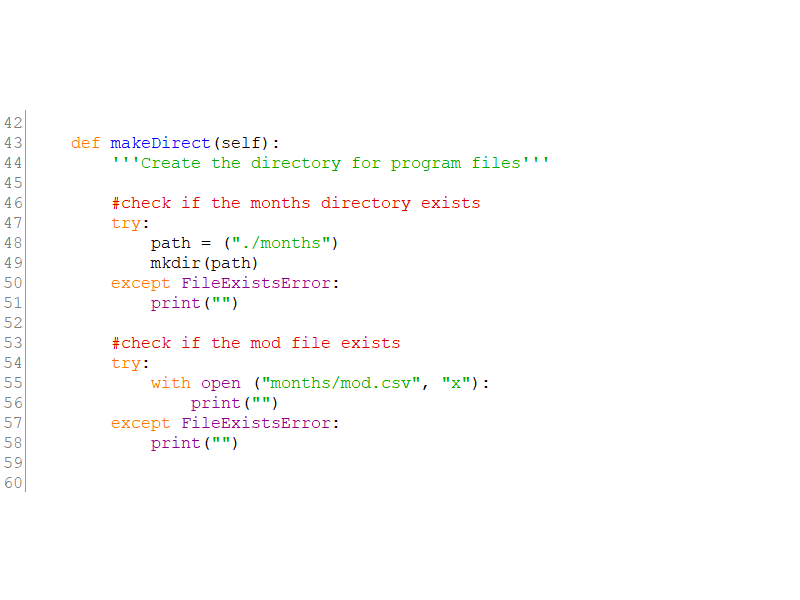 42
43 def makeDirect(self):
44 '''Create the directory for program files'''
45
46 #check if the months directory exists
47 try:
48 path = ("./months")
49 mkdir(path)
50 except FileExistsError:
51 print("")
52
53 #check if the mod file exists
54 try:
55 with open ("months/mod.csv", "x"):
56 print("")
57 except FileExistsError:
58 print("")
59
60